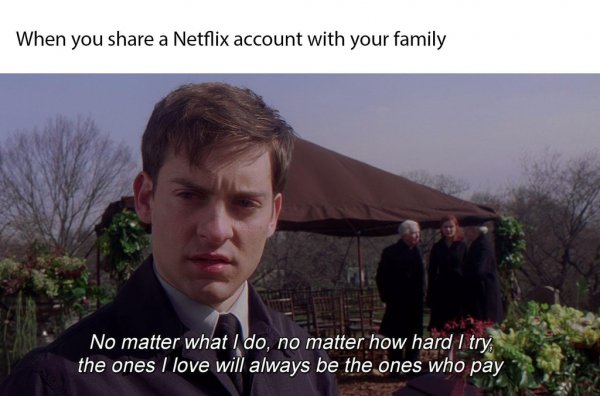 When you share a Netflix account with your family
No matter what I do, no matter how hard I try,
the ones I love will always be the ones who pay